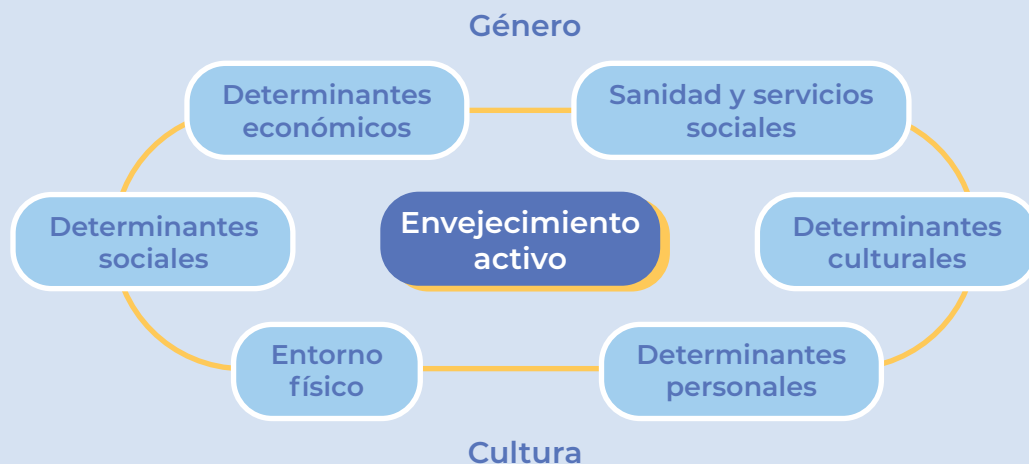 Género
Determinantes
económicos
Sanidad y servicios
sociales
Determinantes
sociales
Envejecimiento
activo
Determinantes
culturales
Entorno
físico
Determinantes
personales
Cultura